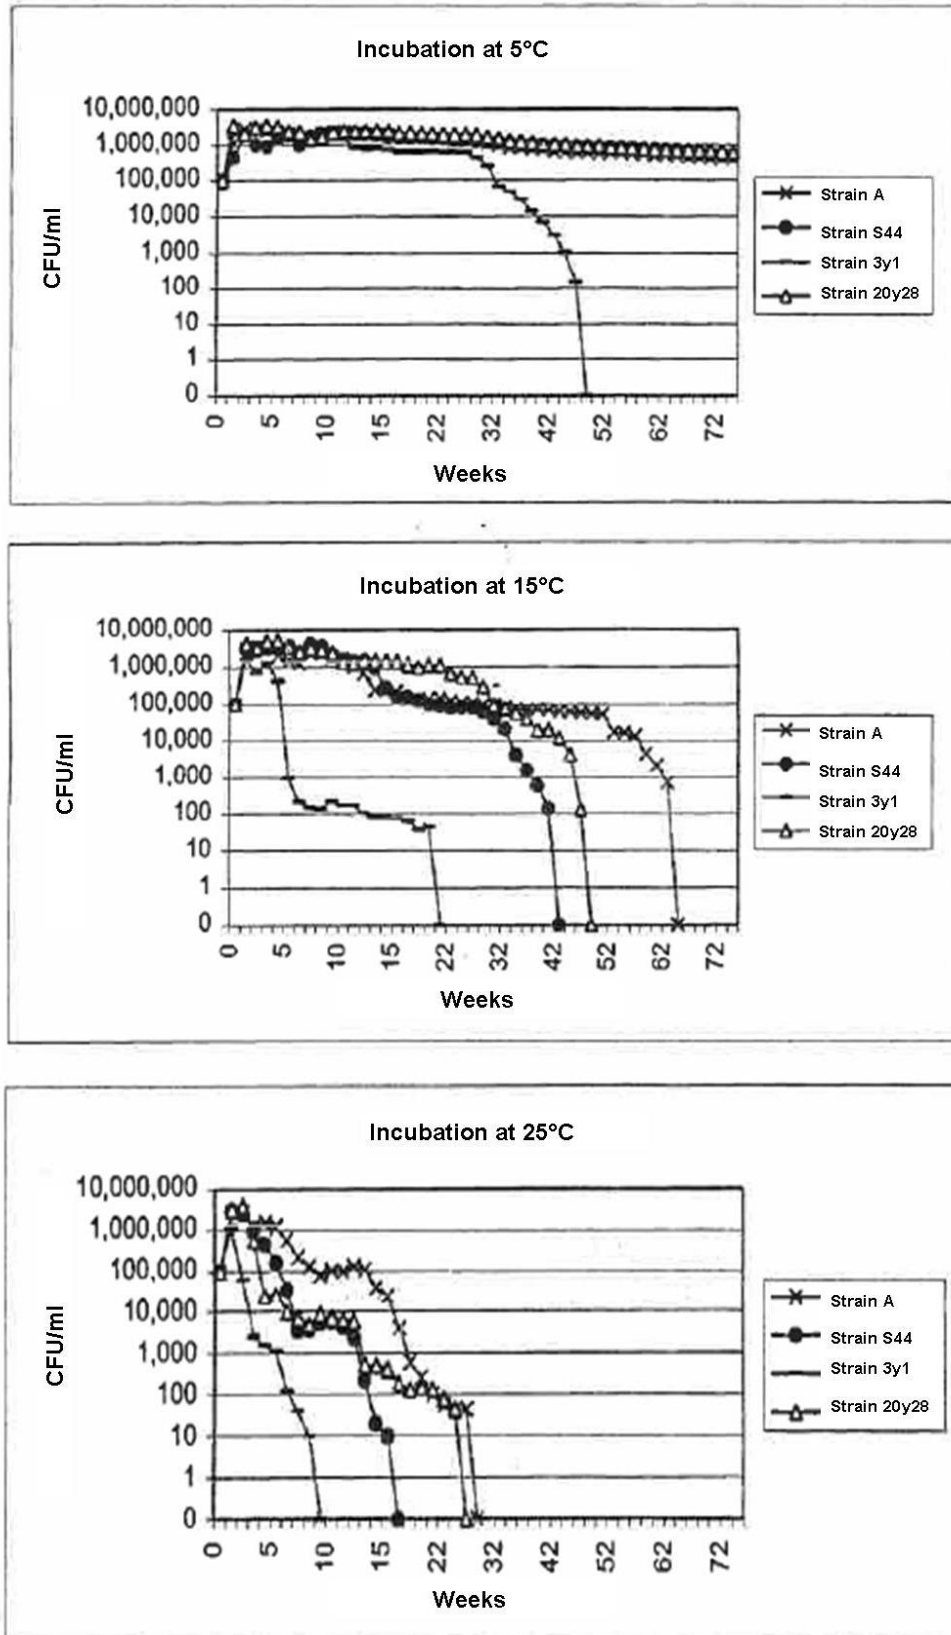 Incubation at 5°C
10,000,000
1,000,000
100,000
10,000
1,000
100
10
1
0
CFU/ml
0 5 10 15 22 32 42 52 62 72
Weeks
Strain A
Strain S44
Strain 3y1
Strain 20y28
Incubation at 15°C
10,000,000
1,000,000
100,000
10,000
1,000
100
10
1
0
CFU/ml
0 5 10 15 22 32 42 52 62 72
Weeks
Strain A
Strain S44
Strain 3y1
Strain 20y28
Incubation at 25°C
10,000,000
1,000,000
100,000
10,000
1,000
100
10
1
0
CFU/ml
0 5 10 15 22 32 42 52 62 72
Weeks
Strain A
Strain S44
Strain 3y1
Strain 20y28